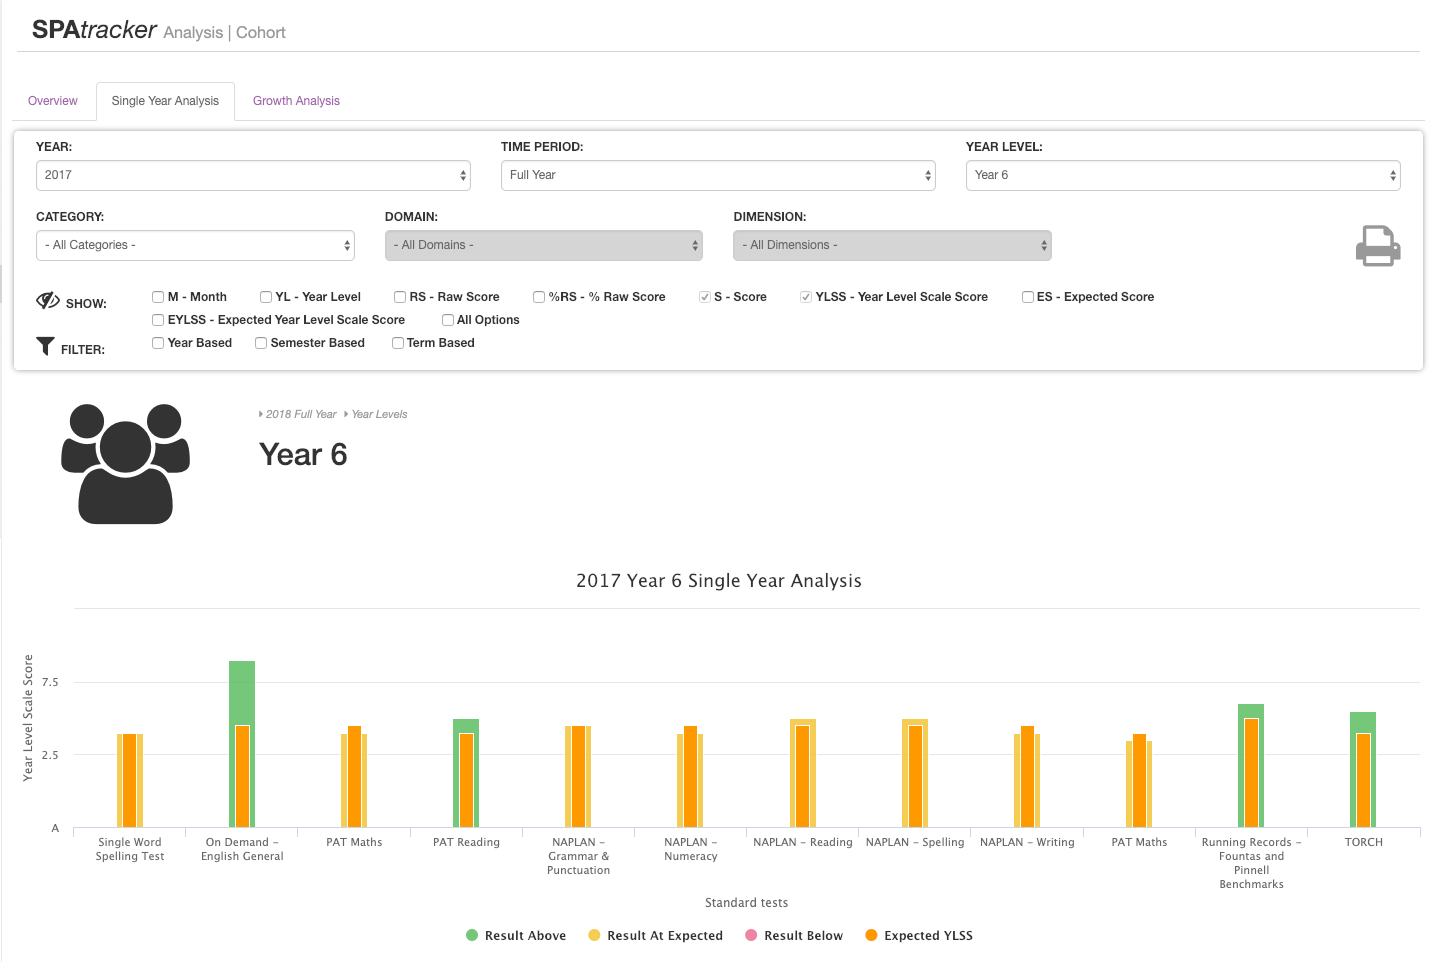 SPAtracker Analysis | Cohort
Overview Single Year Analysis Growth Analysis
YEAR: TIME PERIOD: YEAR LEVEL:
2017 Full Year Year 6
CATEGORY: DOMAIN: DIMENSION:
- All Categories - - All Domains - - All Dimensions -
SHOW: M - Month YL - Year Level RS - Raw Score %RS - % Raw Score S - Score YLSS - Year Level Scale Score ES - Expected Score
EYLSS - Expected Year Level Scale Score All Options
FILTER: Year Based Semester Based Term Based
2018 Full Year Year Levels
Year 6
2017 Year 6 Single Year Analysis
Year Level Scale Score
7.5
2.5
A
Single Word
Spelling Test
On Demand –
English General
PAT Maths
PAT Reading
NAPLAN –
Grammar &
Punctuation
NAPLAN –
Numeracy
NAPLAN – Reading
NAPLAN – Spelling
NAPLAN – Writing
PAT Maths
Running Records –
Fountas and
Pinnell
Benchmarks
TORCH
Standard tests
Result Above Result At Expected Result Below Expected YLSS